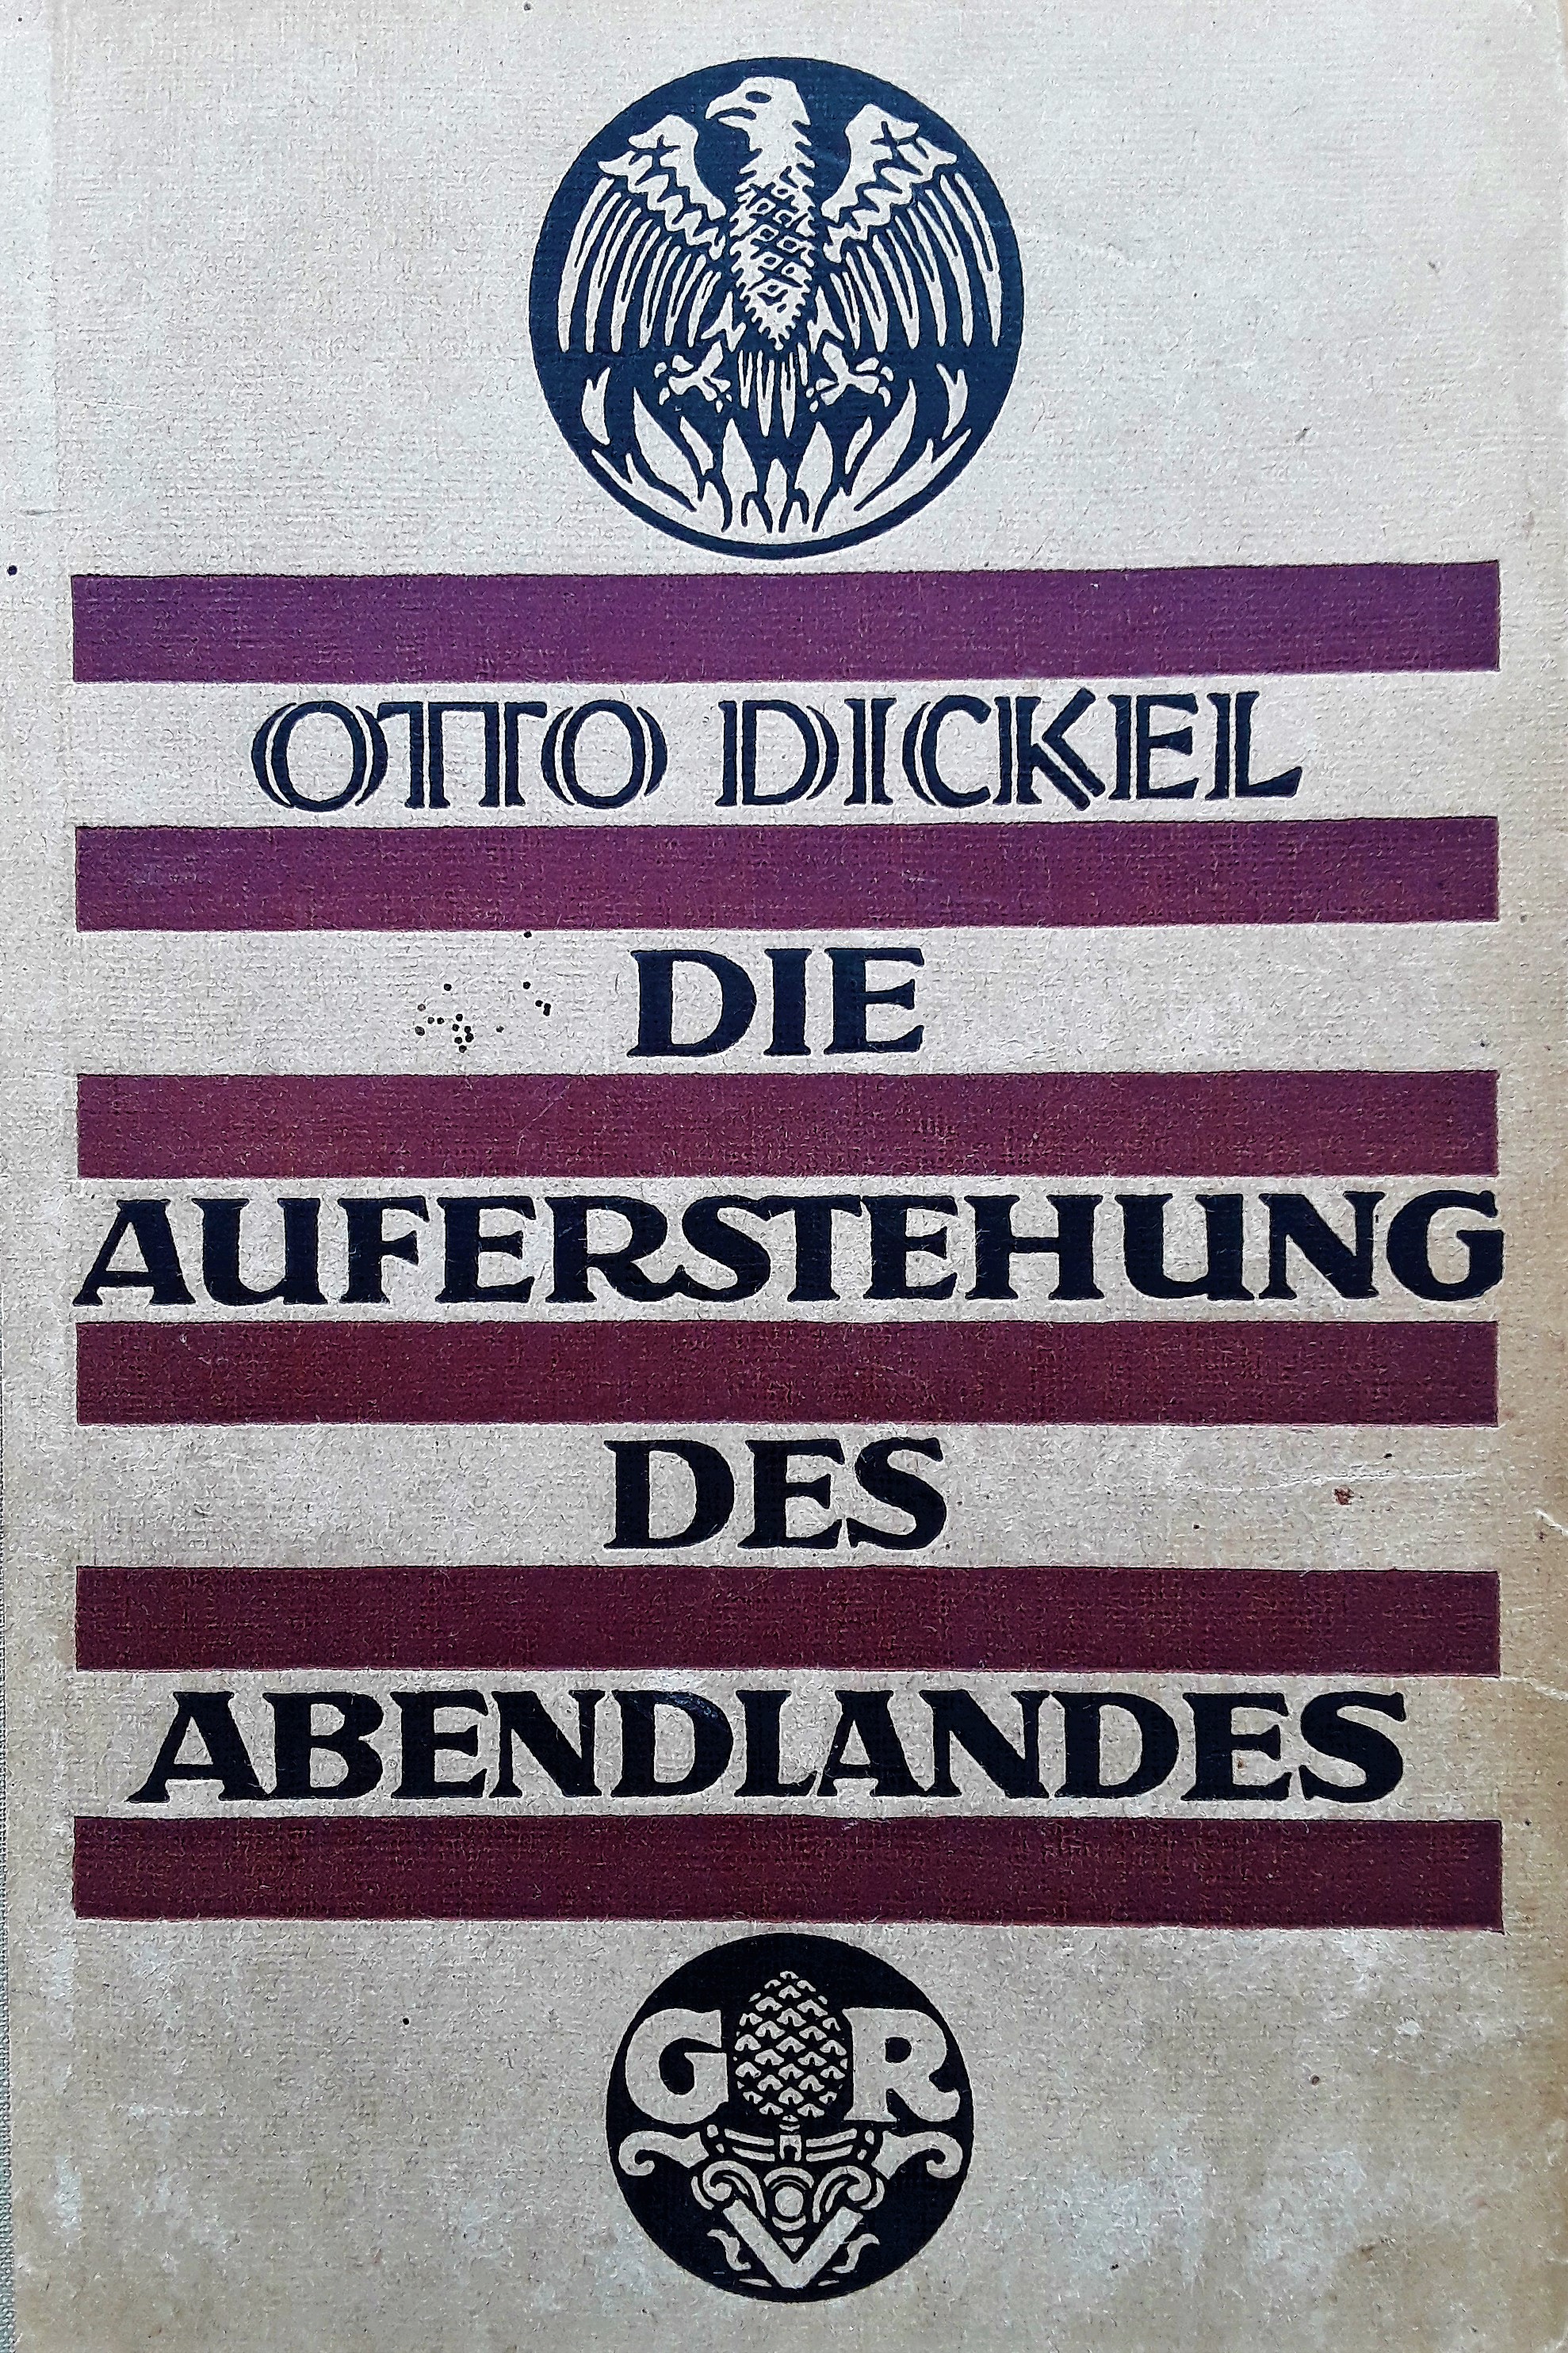 OTTO DICKEL
DIE
AUFERSTEHUNG
DES
ABENDLANDES
G R
V